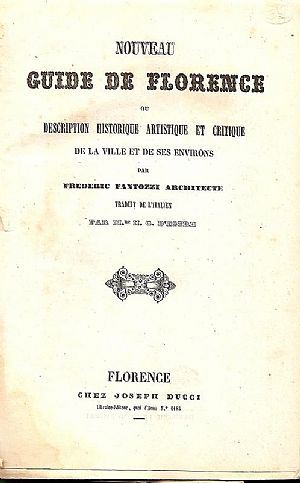 NOUVEAU
GUIDE DE FLORENCE
OU
DESCRIPTION HISTORIQUE ARTISTIQUE ET CRITIQUE
DE LA VILLE ET DE SES ENVIRONS
PAR
FREDERIC FANTOZZI ARCHITECTE
TRADUIT DE L'ITALIEN
PAR
FLORENCE
CHEZ JOSEPH DUCCI
Libraire-Editeur, quai d'Arno N.º